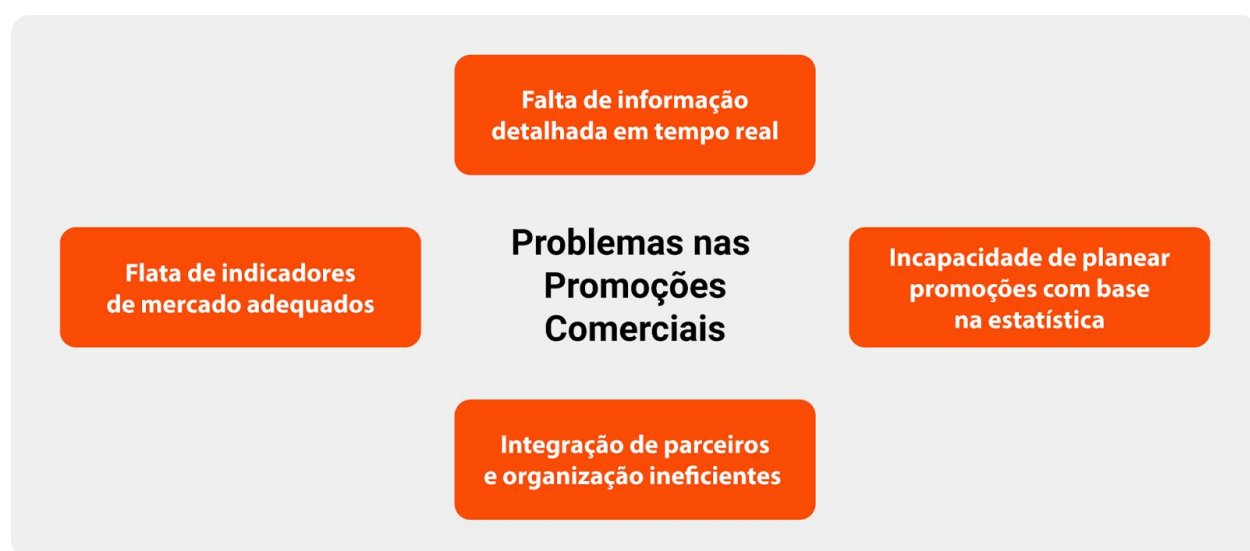 Falta de informação
detalhada em tempo real
Flata de indicadores
de mercado adequados
Problemas nas
Promoções
Comerciais
Incapacidade de planear
promoções com base
na estatística
Integração de parceiros
e organização ineficientes